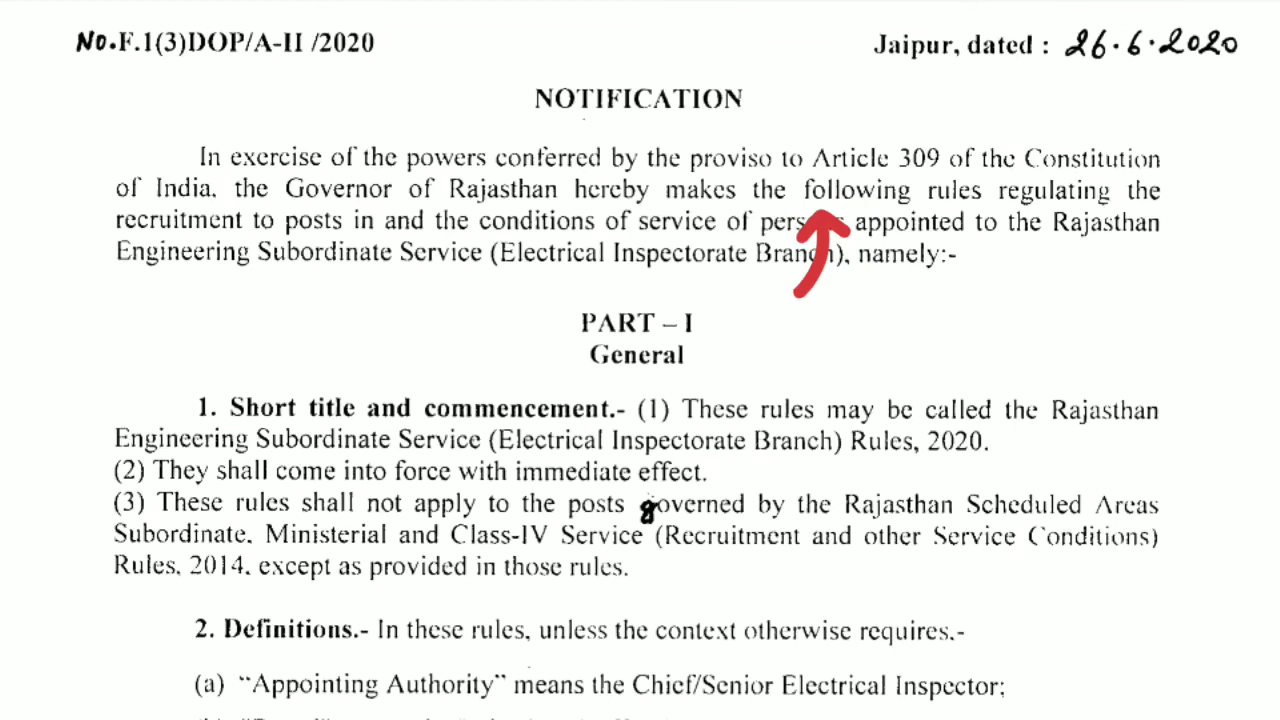 No.F.1(3)DOP/A-II /2020 Jaipur, dated : 26.6.2020
NOTIFICATION
In exercise of the powers conferred by the proviso to Article 309 of the Constitution
of India, the Governor of Rajasthan hereby makes the following rules regulating the
recruitment to posts in and the conditions of service of appointed to the Rajasthan
Engineering Subordinate Service (Electrical Inspectorate Branch), namely:-
PART – I
General
1. Short title and commencement.- (1) These rules may be called the Rajasthan
Engineering Subordinate Service (Electrical Inspectorate Branch) Rules, 2020.
(2) They shall come into force with immediate effect.
(3) These rules shall not apply to the posts governed by the Rajasthan Scheduled Areas
Subordinate, Ministerial and Class-IV Service (Recruitment and other Service Conditions)
Rules, 2014, except as provided in those rules.
2. Definitions.- In these rules, unless the context otherwise requires,-
(a) “Appointing Authority” means the Chief/Senior Electrical Inspector;